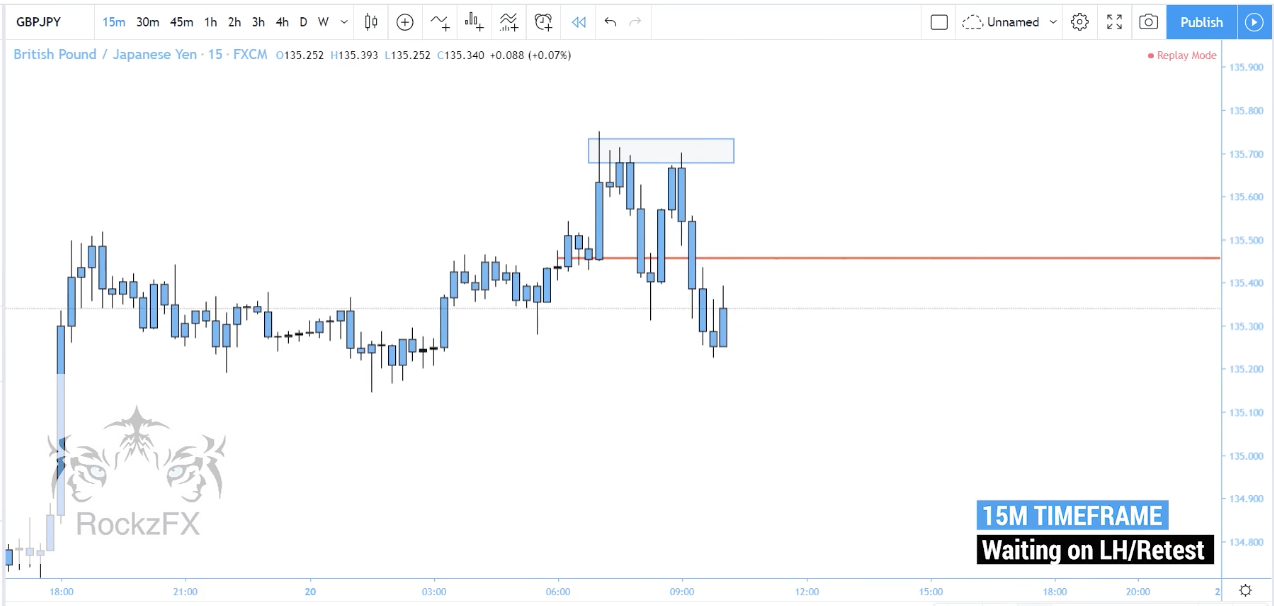 GBPJPY 15m 30m 45m 1h 2h 3h 4h D W Unnamed Publish
British Pound / Japanese Yen · 15 · FXCM O135.252 H135.393 L135.252 C135.340 +0.088 (+0.07%)
Replay Mode
135.900
135.800
135.700
135.600
135.500
135.400
135.300
135.200
135.100
135.000
134.900
134.800
RockzFX
15M TIMEFRAME
Waiting on LH/Retest
18:00 21:00 20 03:00 06:00 09:00 12:00 15:00 18:00 20:00 2